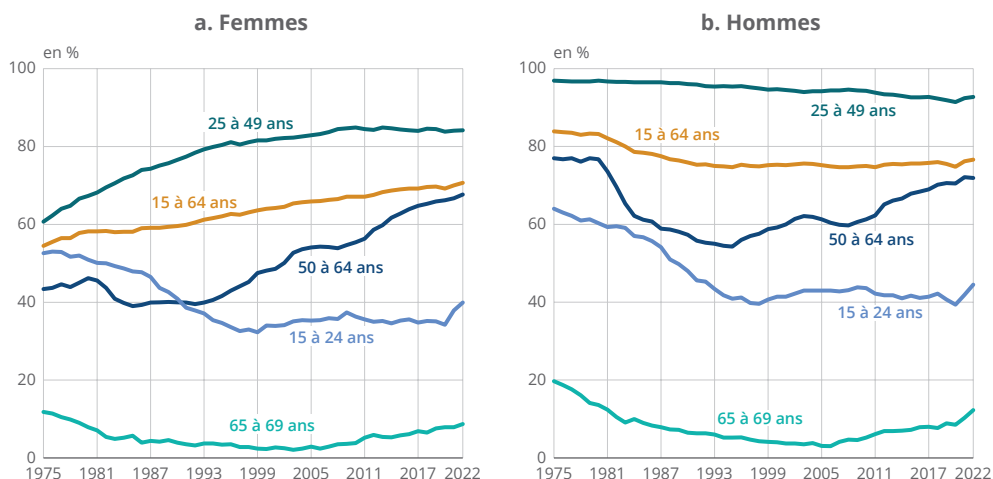 a. Femmes
en %
100
80
60
40
20
0
25 à 49 ans
15 à 64 ans
50 à 64 ans
15 à 24 ans
65 à 69 ans
1975 1981 1987 1993 1999 2005 2011 2017 2022
b. Hommes
en %
100
80
60
40
20
0
25 à 49 ans
15 à 64 ans
50 à 64 ans
15 à 24 ans
65 à 69 ans
1975 1981 1987 1993 1999 2005 2011 2017 2022